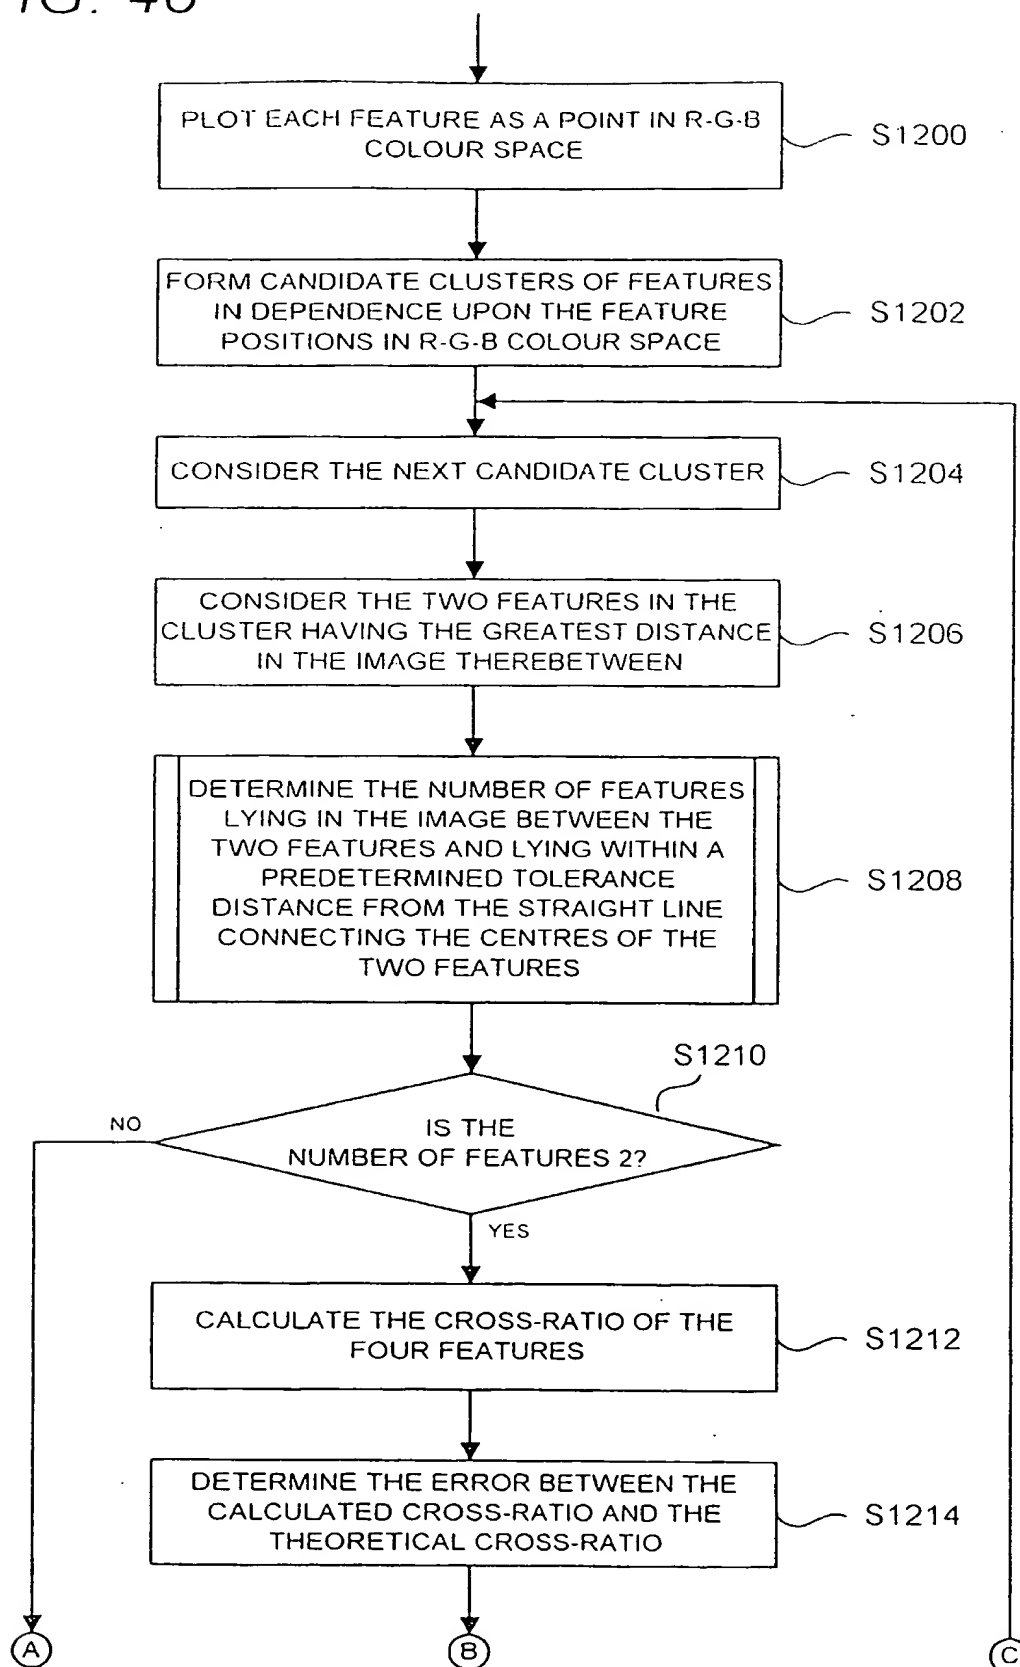 PLOT EACH FEATURE AS A POINT IN R-G-B
COLOUR SPACE
S1200
FORM CANDIDATE CLUSTERS OF FEATURES
IN DEPENDENCE UPON THE FEATURE
POSITIONS IN R-G-B COLOUR SPACE
S1202
CONSIDER THE NEXT CANDIDATE CLUSTER
S1204
CONSIDER THE TWO FEATURES IN THE
CLUSTER HAVING THE GREATEST DISTANCE
IN THE IMAGE THEREBETWEEN
S1206
DETERMINE THE NUMBER OF FEATURES
LYING IN THE IMAGE BETWEEN THE
TWO FEATURES AND LYING WITHIN A
PREDETERMINED TOLERANCE
DISTANCE FROM THE STRAIGHT LINE
CONNECTING THE CENTRES OF THE
TWO FEATURES
S1208
S1210
NO
IS THE
NUMBER OF FEATURES 2?
YES
CALCULATE THE CROSS-RATIO OF THE
FOUR FEATURES
S1212
DETERMINE THE ERROR BETWEEN THE
CALCULATED CROSS-RATIO AND THE
THEORETICAL CROSS-RATIO
S1214
A
B
C